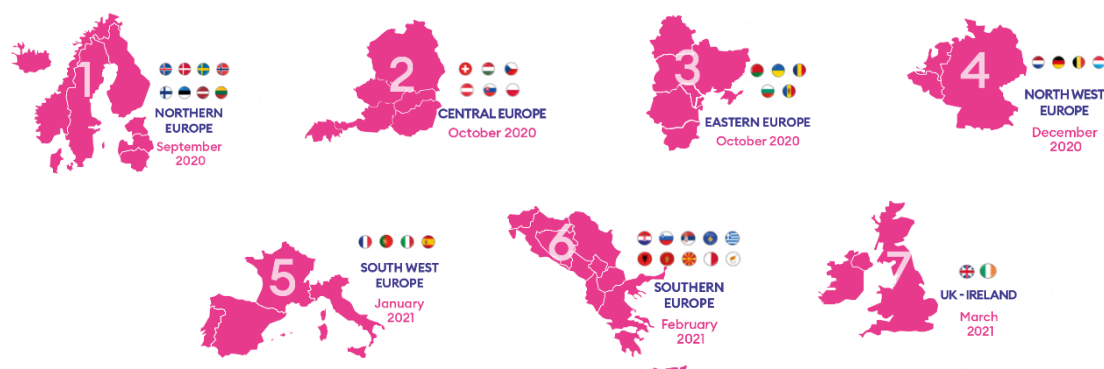 1
NORTHERN
EUROPE
September
2020
2
CENTRAL EUROPE
October 2020
3
EASTERN EUROPE
October 2020
4
NORTH WEST
EUROPE
December
2020
5
SOUTH WEST
EUROPE
January
2021
6
SOUTHERN
EUROPE
February
2021
7
UK - IRELAND
March
2021